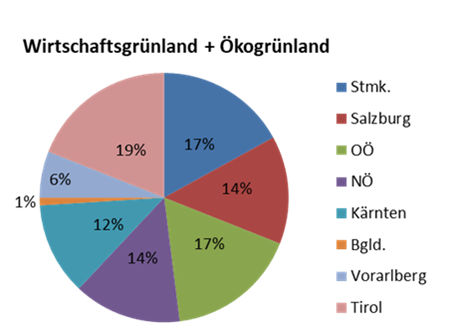 Wirtschaftsgrünland + Ökogrünland
17%
14%
17%
14%
12%
1%
6%
19%
Stmk.
Salzburg
OÖ
NÖ
Kärnten
Bgld.
Vorarlberg
Tirol